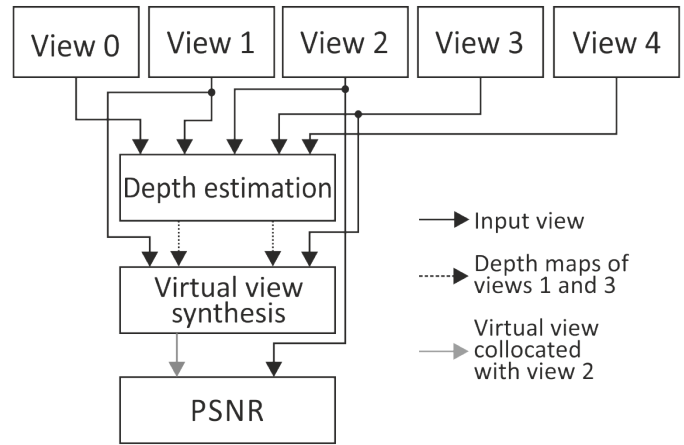 View 0
View 1
View 2
View 3
View 4
Depth estimation
Input view
Depth maps of
views 1 and 3
Virtual view
synthesis
Virtual view
collocated
with view 2
PSNR